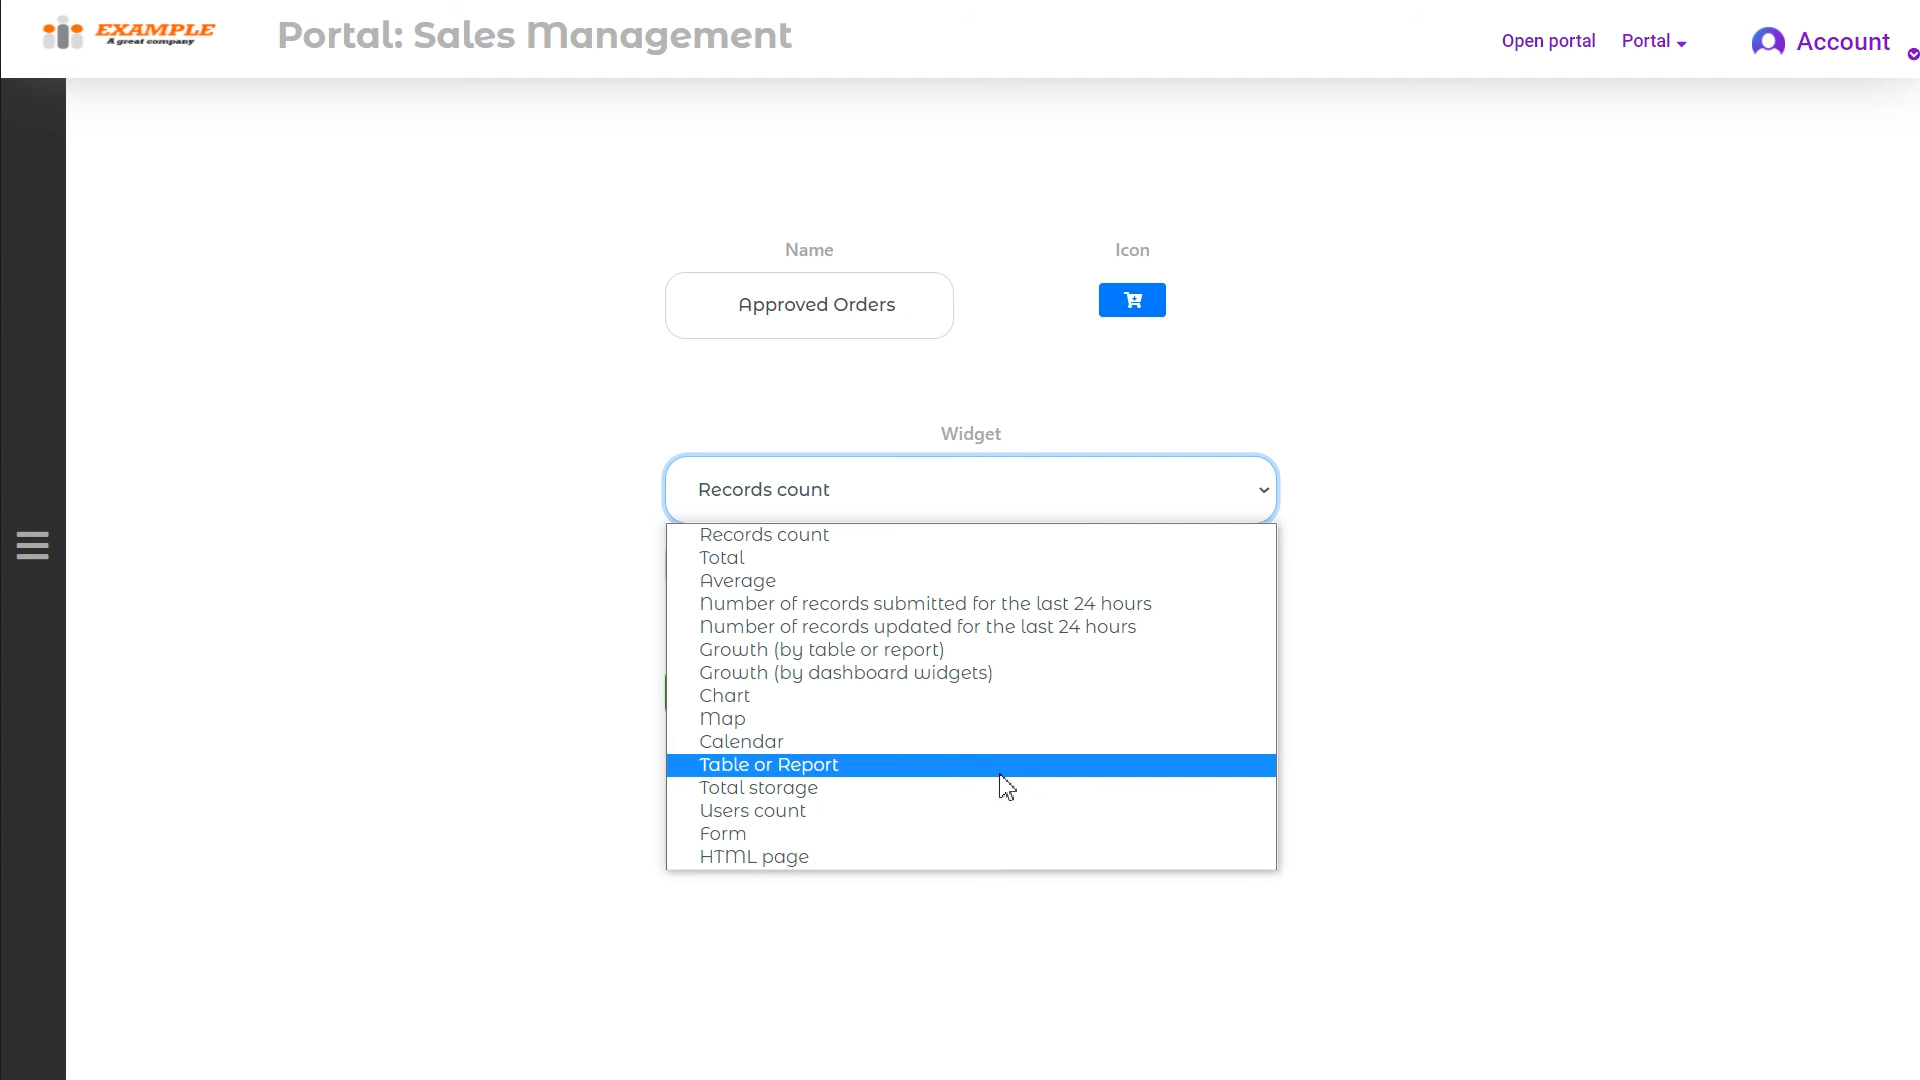 EXAMPLE
A great company
Portal: Sales Management
Open portal
Portal
Account
Name
Icon
Approved Orders
Widget
Records count
Records count
Total
Average
Number of records submitted for the last 24 hours
Number of records updated for the last 24 hours
Growth (by table or report)
Growth (by dashboard widgets)
Chart
Map
Calendar
Table or Report
Total storage
Users count
Form
HTML page